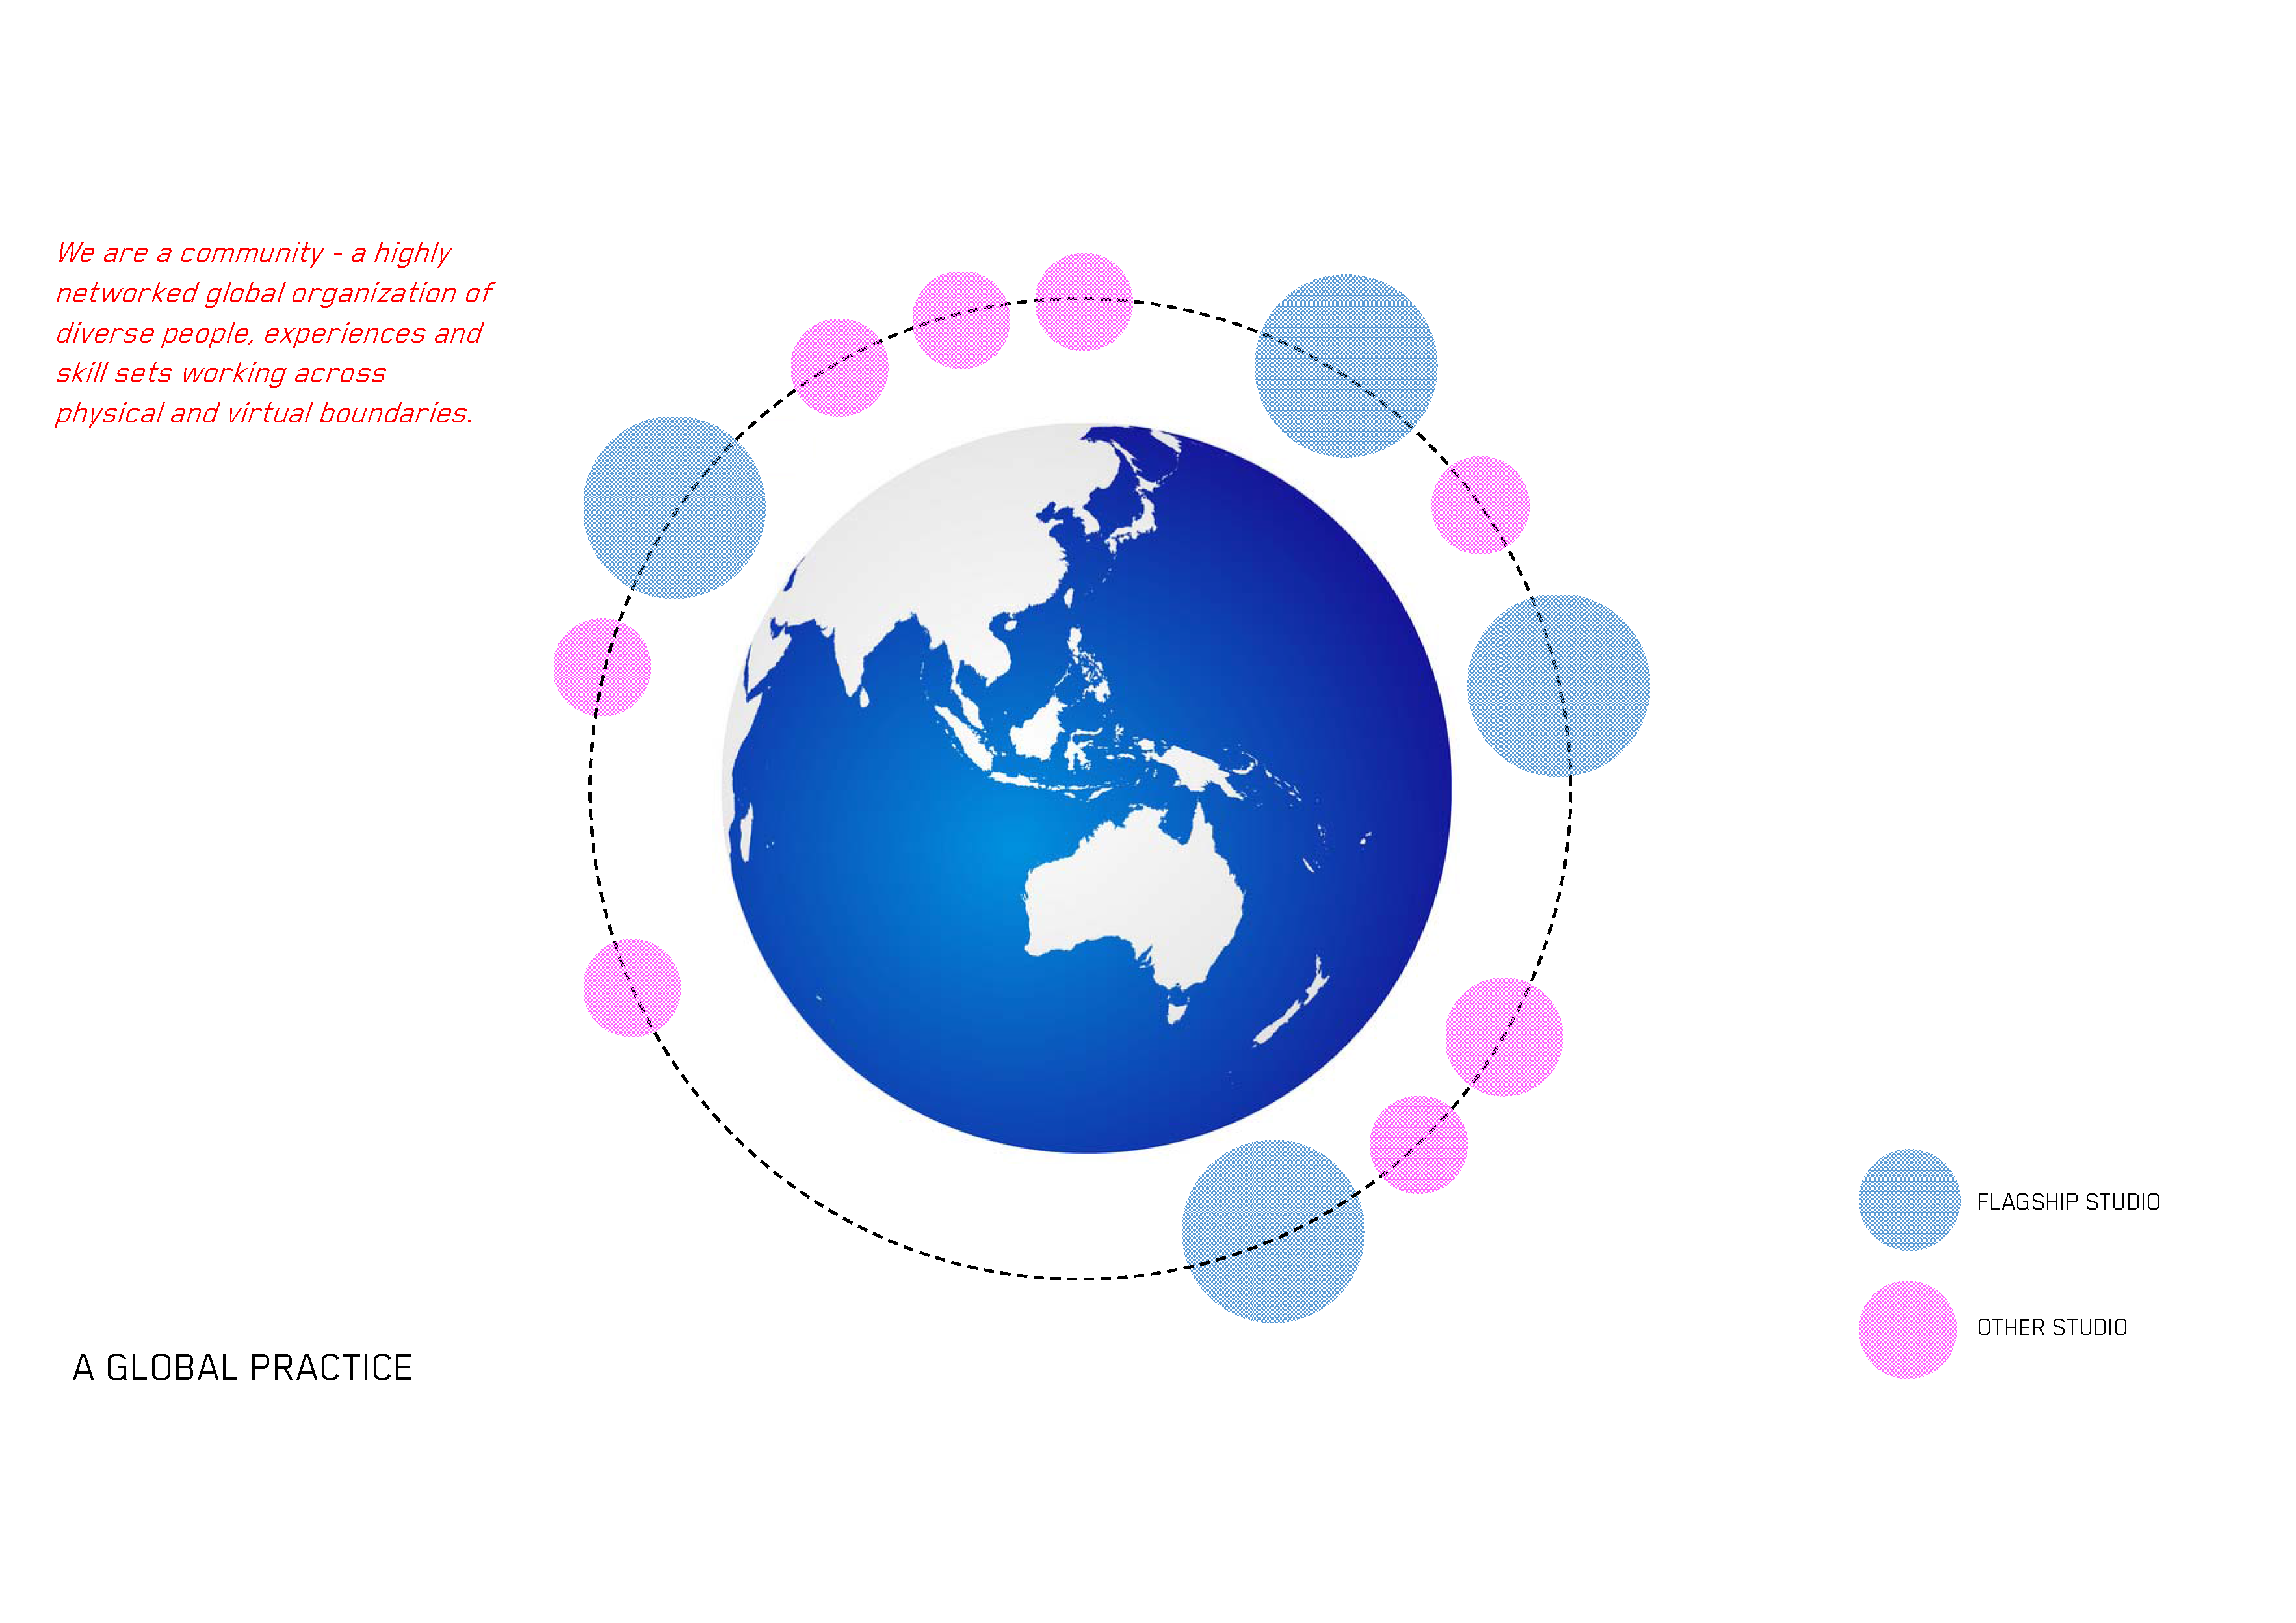 We are a community - a highly
networked global organization of
diverse people, experiences and
skill sets working across
physical and virtual boundaries.
FLAGSHIP STUDIO
OTHER STUDIO
A GLOBAL PRACTICE